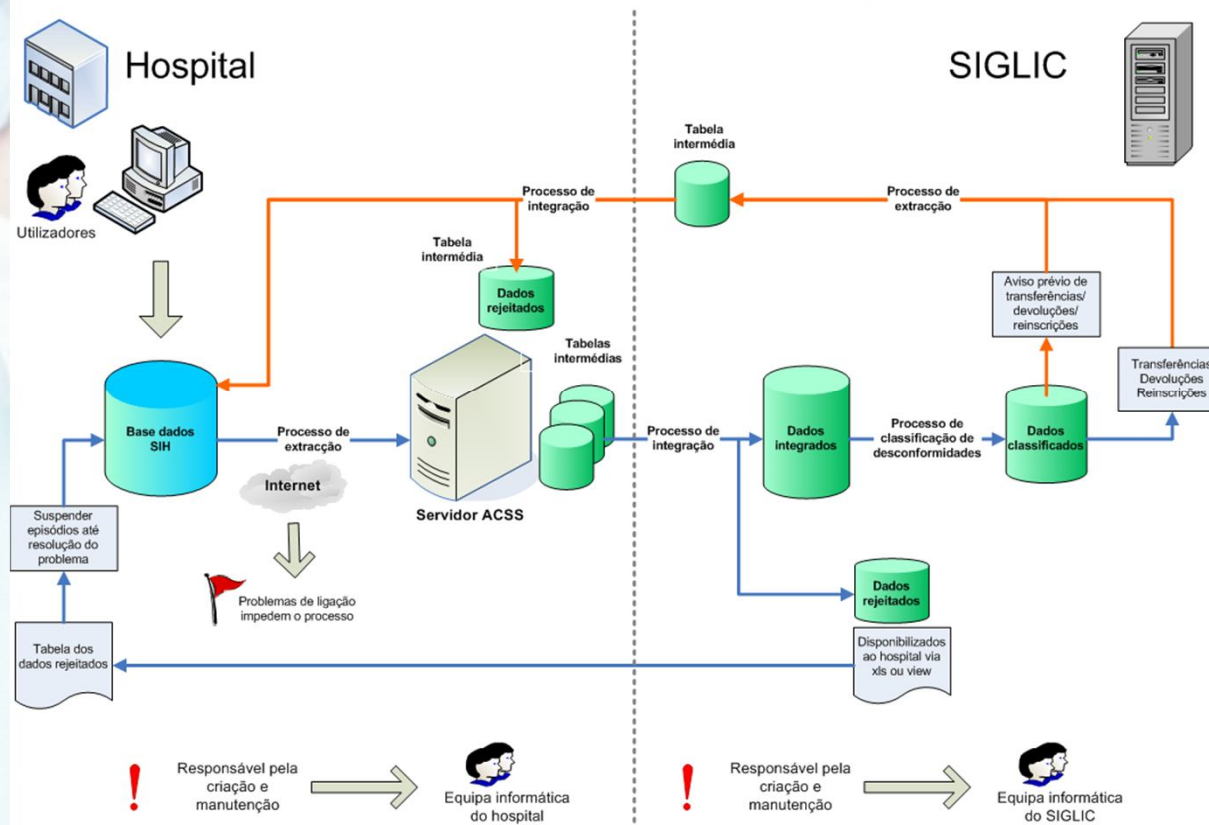 Hospital
SIGLIC
Utilizadores
Tabela
intermédia
Processo de
integração
Processo de
extracção
Tabela
intermédia
Dados
rejeitados
Aviso prévio de
transferências/
devoluções/
reinscrições
Tabelas
intermédias
Transferências
Devoluções
Reinscrições
Base dados
SIH
Processo de
extracção
Internet
Servidor ACSS
Processo de
integração
Dados
integrados
Processo de
classificação de
desconformidades
Dados
classificados
Suspender
episódios até
resolução do
problema
Problemas de ligação
impedem o processo
Dados
rejeitados
Tabela dos
dados rejeitados
Disponibilizados
ao hospital via
xls ou view
Responsável pela
criação e
manutenção
Equipa informática
do hospital
Responsável pela
criação e
manutenção
Equipa informática
do SIGLIC